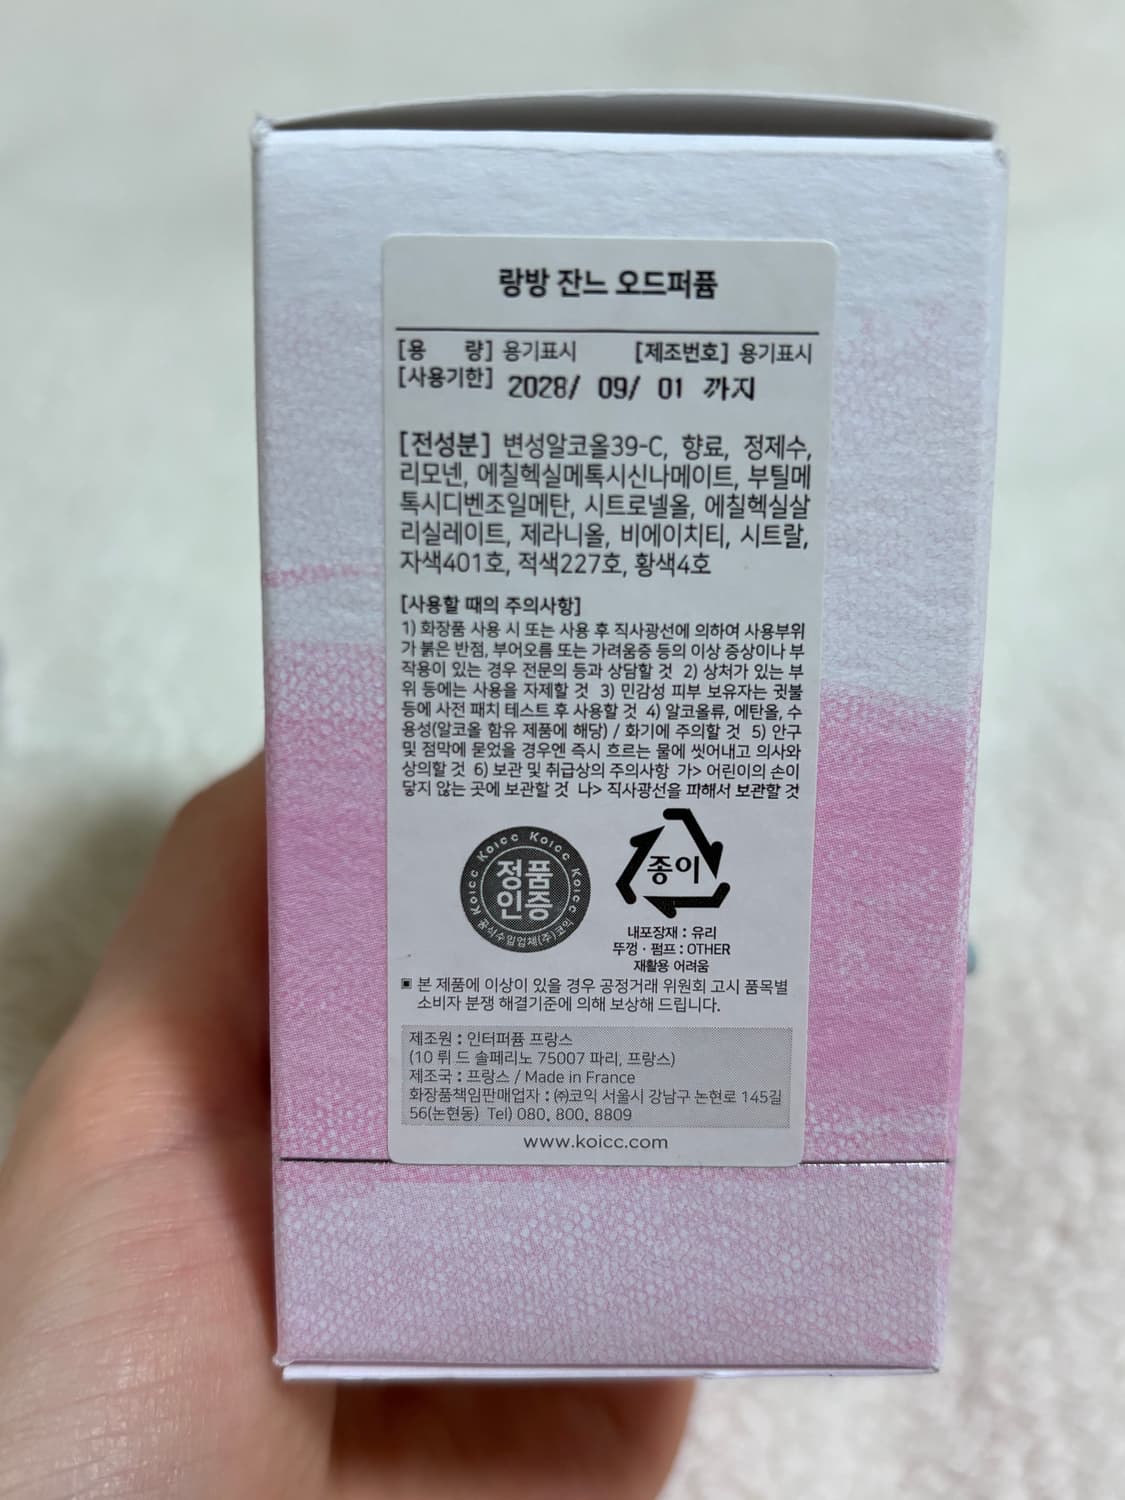 랑방 잔느 오드퍼퓸
[용 량] 용기표시 [제조번호] 용기표시
[사용기한] 2028/ 09/ 01 까지
[전성분] 변성알코올39-C, 향료, 정제수,
리모넨, 에칠헥실메톡시신나메이트, 부틸메
톡시디벤조일메탄, 시트로넬올, 에칠헥실살
리실레이트, 제라니올, 비에이치티, 시트랄,
자색401호, 적색227호, 황색4호
[사용할 때의 주의사항]
1) 화장품 사용 시 또는 사용 후 직사광선에 의하여 사용부위
가 붉은 반점, 부어오름 또는 가려움증 등의 이상 증상이나 부
작용이 있는 경우 전문의 등과 상담할 것 2) 상처가 있는 부
위 등에는 사용을 자제할 것 3) 민감성 피부 보유자는 귓불
등에 사전 패치 테스트 후 사용할 것 4) 알코올류, 에탄올, 수
용성(알코올 함유 제품에 해당) / 화기에 주의할 것 5) 안구
및 점막에 묻었을 경우엔 즉시 흐르는 물에 씻어내고 의사와
상의할 것 6) 보관 및 취급상의 주의사항 가> 어린이의 손이
닿지 않는 곳에 보관할 것 나> 직사광선을 피해서 보관할 것
Koicc Koicc Koicc Koicc
정품
인증
공식수입업체(주)코익
종이
내포장재 : 유리
뚜껑 · 펌프 : OTHER
재활용 어려움
▣ 본 제품에 이상이 있을 경우 공정거래 위원회 고시 품목별
소비자 분쟁 해결기준에 의해 보상해 드립니다.
제조원 : 인터퍼퓸 프랑스
(10 뤼 드 솔페리노 75007 파리, 프랑스)
제조국 : 프랑스 / Made in France
화장품책임판매업자 : ㈜코익 서울시 강남구 논현로 145길
56(논현동) Tel) 080. 800. 8809
www.koicc.com